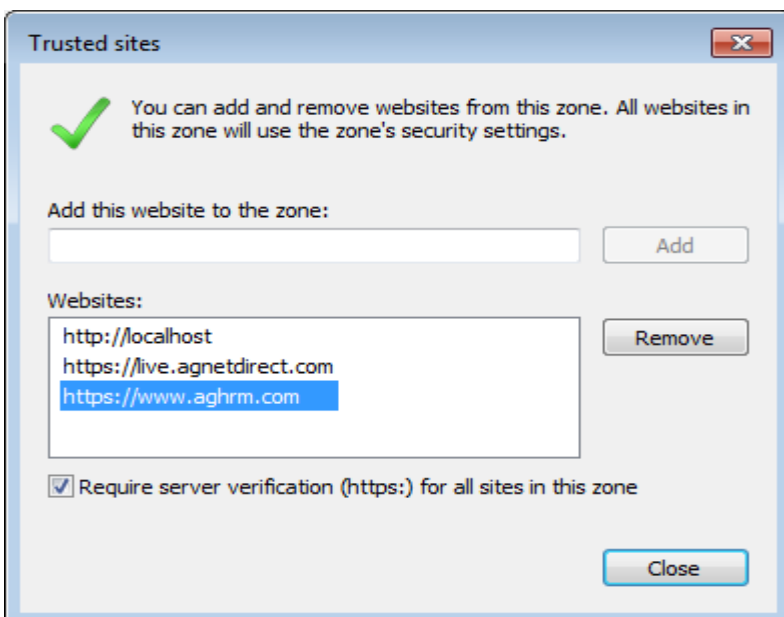 Trusted sites
You can add and remove websites from this zone. All websites in
this zone will use the zone's security settings.
Add this website to the zone:
Add
Websites:
http://localhost
Remove
https://live.agnetdirect.com
https://www.aghrm.com
Require server verification (https:) for all sites in this zone
Close